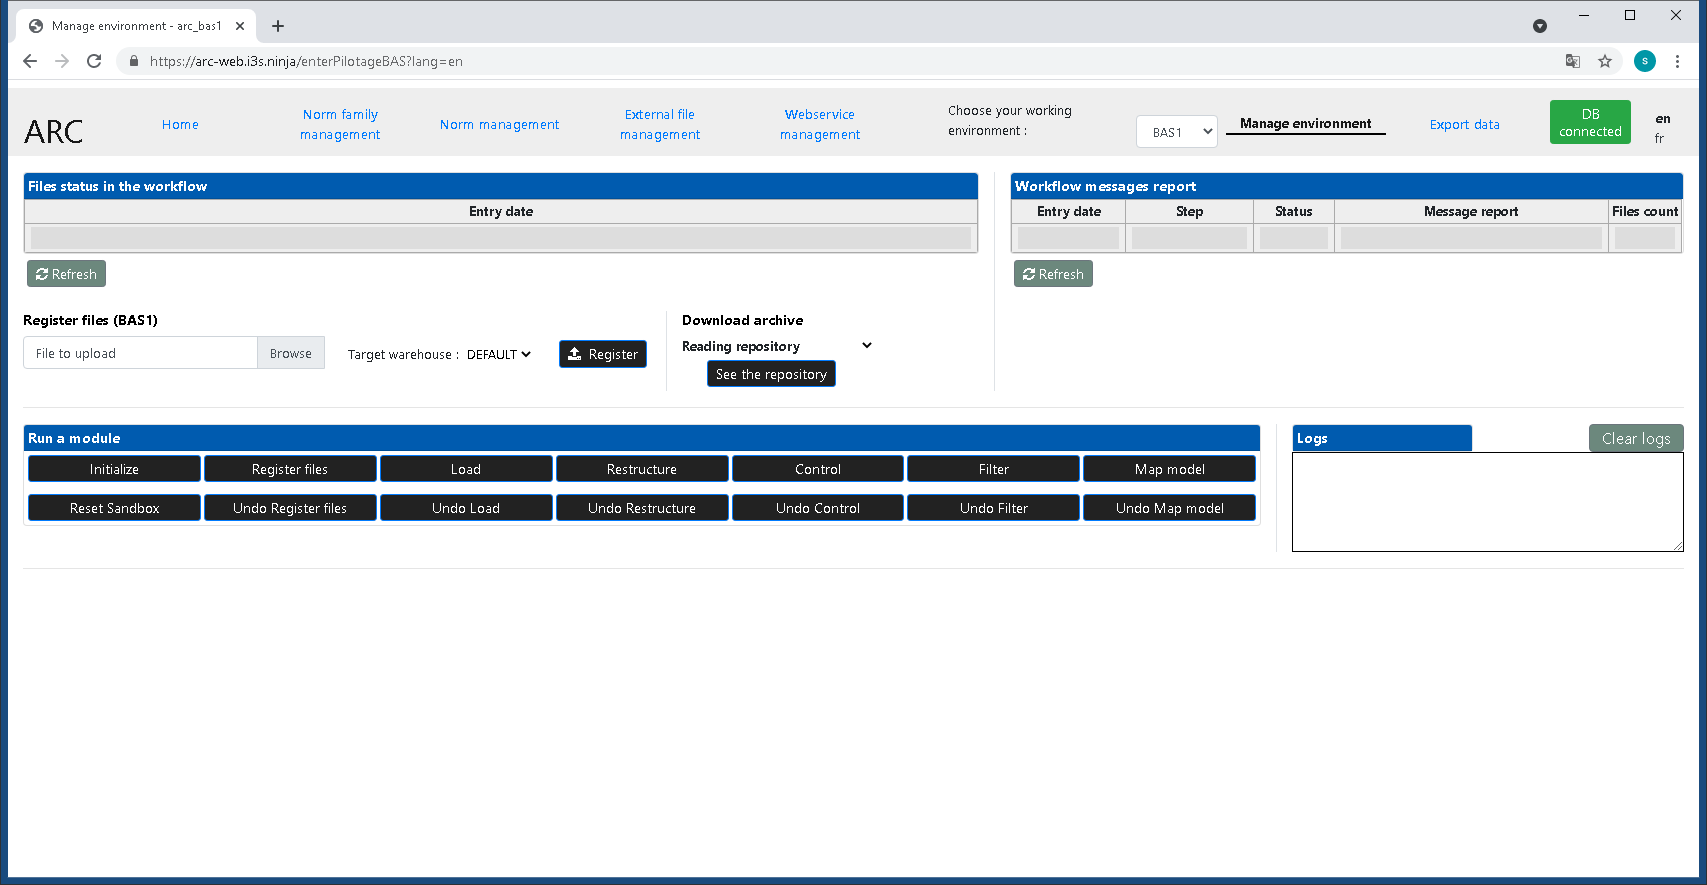 Manage environment - arc_bas1
https://arc-web.i3s.ninja/enterPilotageBAS?lang=en
S
ARC
Home
Norm family
management
Norm management
External file
management
Webservice
management
Choose your working
environment :
BAS1
Manage environment
Export data
DB
connected
en
fr
Files status in the workflow
Entry date
Refresh
Workflow messages report
Entry date Step Status Message report Files count
Refresh
Register files (BAS1)
File to upload Browse Target warehouse : DEFAULT Register
Download archive
Reading repository
See the repository
Run a module
Initialize Register files Load Restructure Control Filter Map model
Reset Sandbox Undo Register files Undo Load Undo Restructure Undo Control Undo Filter Undo Map model
Logs Clear logs